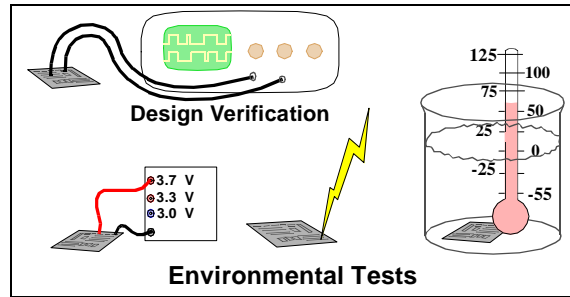 Design Verification
3.7 V
3.3 V
3.0 V
125
100
75
50
25
0
-25
-55
Environmental Tests